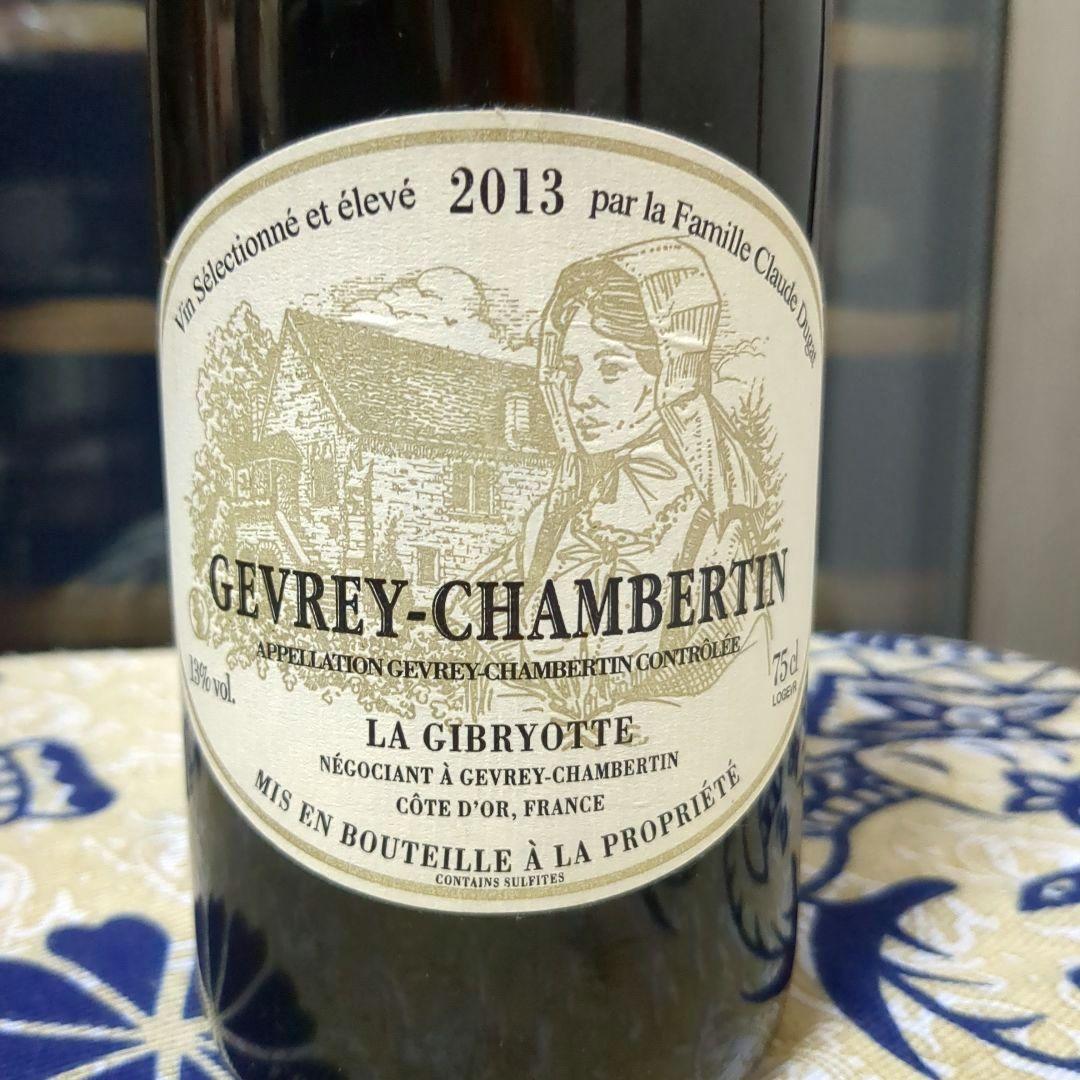 Vin Sélectionné et élevé 2013 par la Famille Claude Dugat
GEVREY-CHAMBERTIN
APPELLATION GEVREY-CHAMBERTIN CONTRÔLÉE
13% vol.
75 cl
LOGEVR
LA GIBRYOTTE
NÉGOCIANT À GEVREY-CHAMBERTIN
CÔTE D'OR, FRANCE
MIS EN BOUTEILLE À LA PROPRIÉTÉ
CONTAINS SULFITES